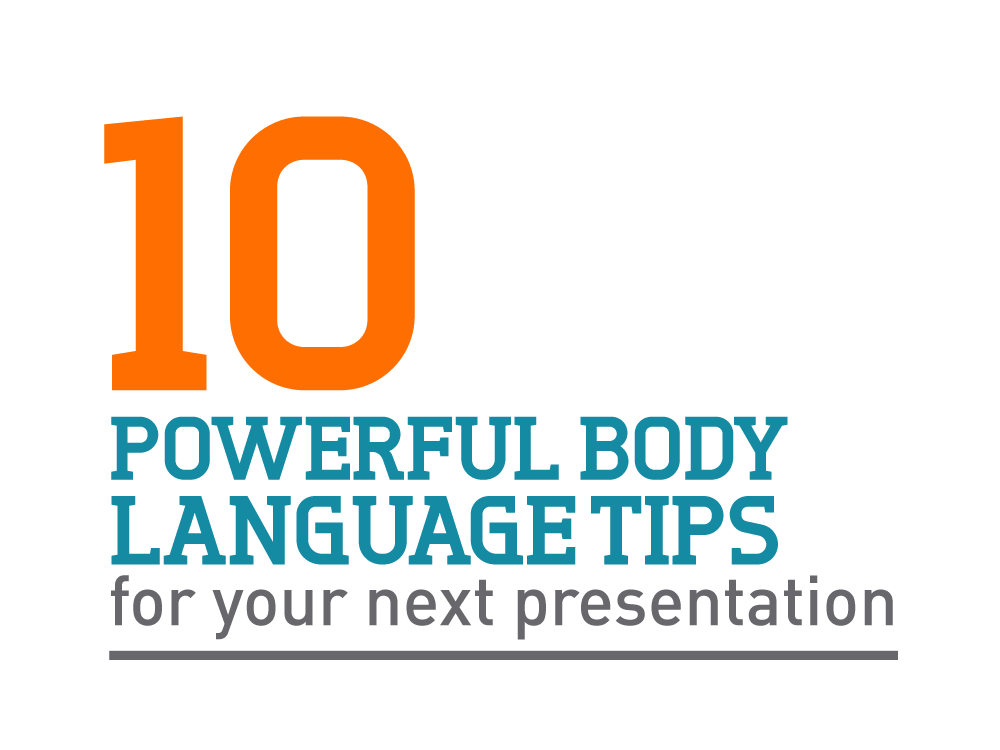 10
POWERFUL BODY
LANGUAGE TIPS
for your next presentation